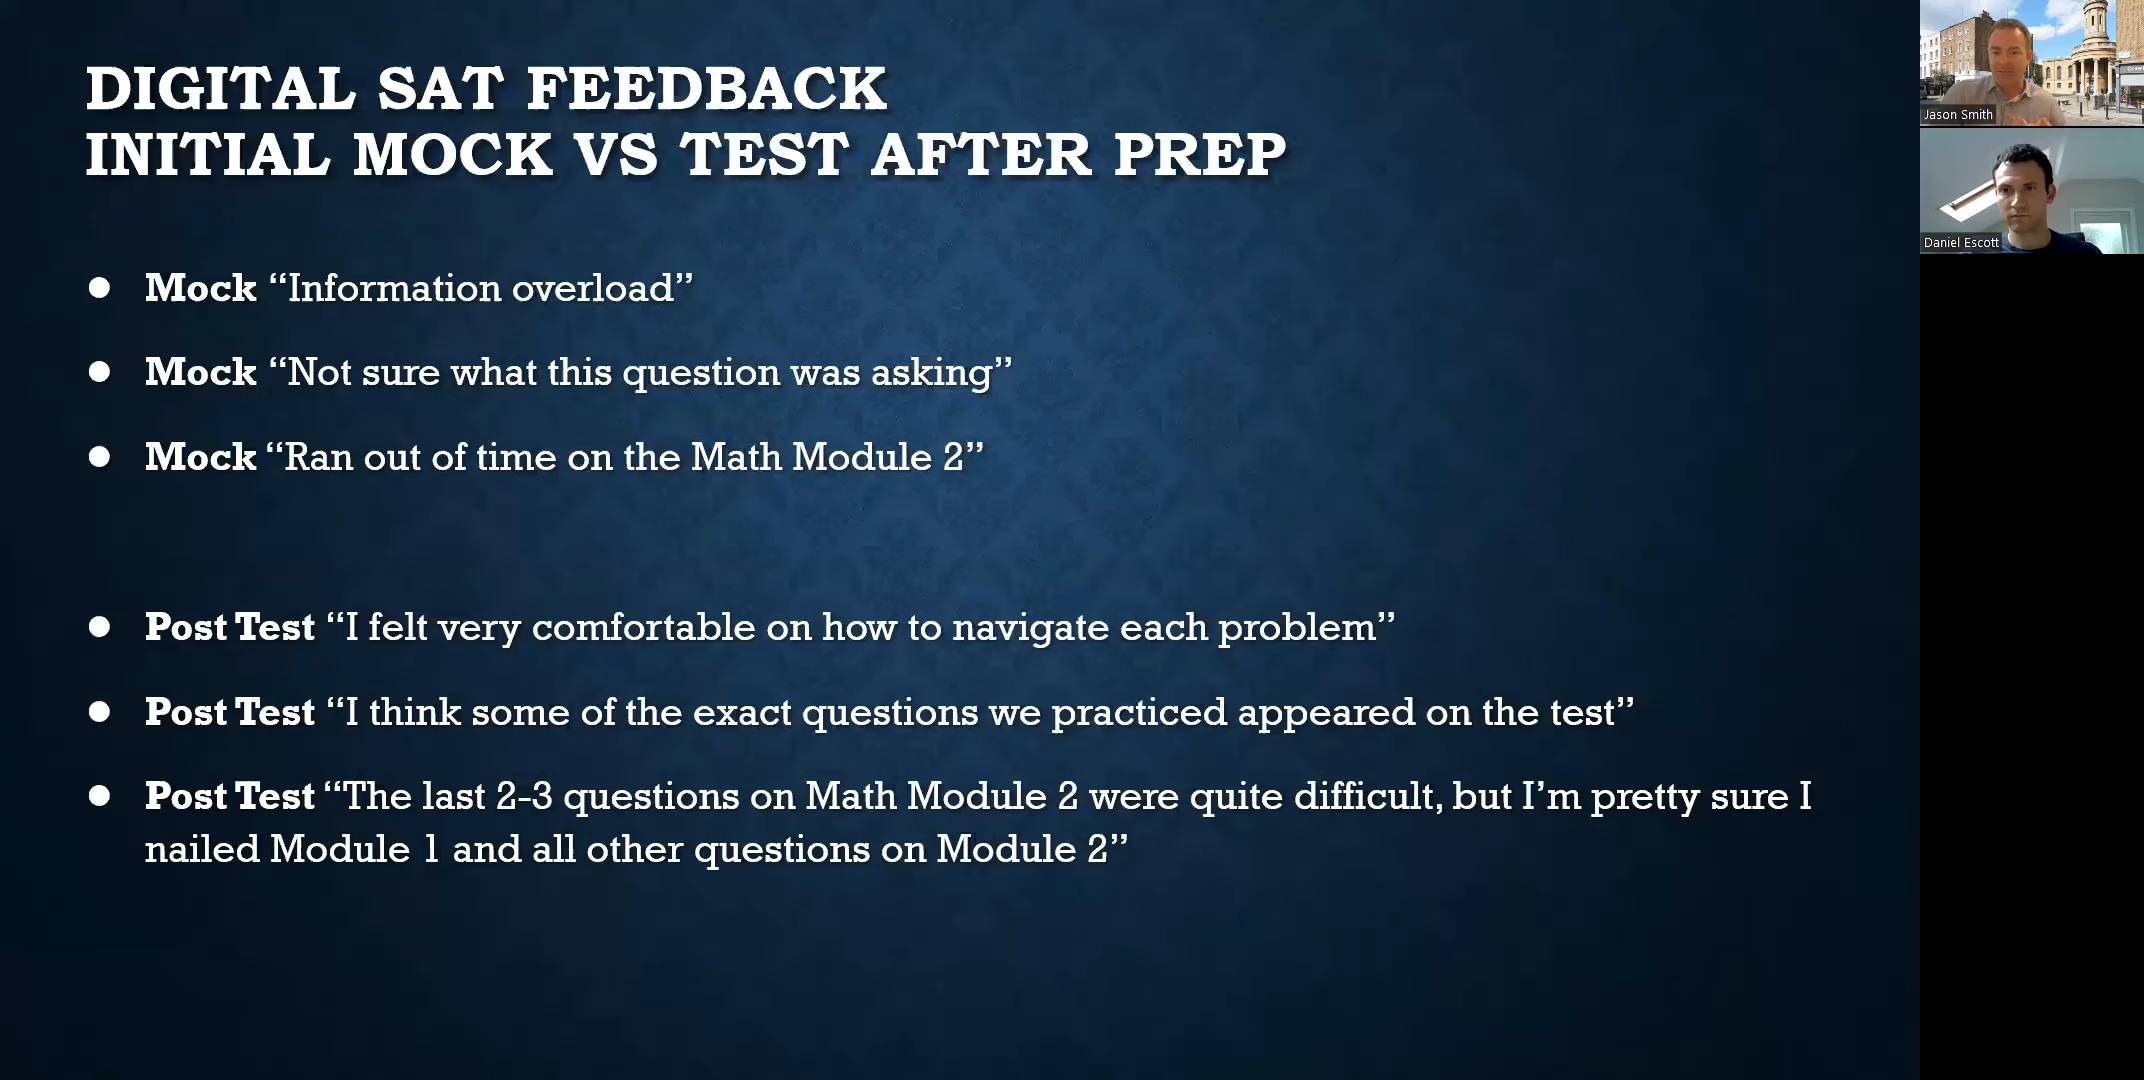 DIGITAL SAT FEEDBACK
INITIAL MOCK VS TEST AFTER PREP
● Mock “Information overload”
● Mock “Not sure what this question was asking”
● Mock “Ran out of time on the Math Module 2”
● Post Test “I felt very comfortable on how to navigate each problem”
● Post Test “I think some of the exact questions we practiced appeared on the test”
● Post Test “The last 2-3 questions on Math Module 2 were quite difficult, but I’m pretty sure I
nailed Module 1 and all other questions on Module 2”
Jason Smith
Daniel Escott